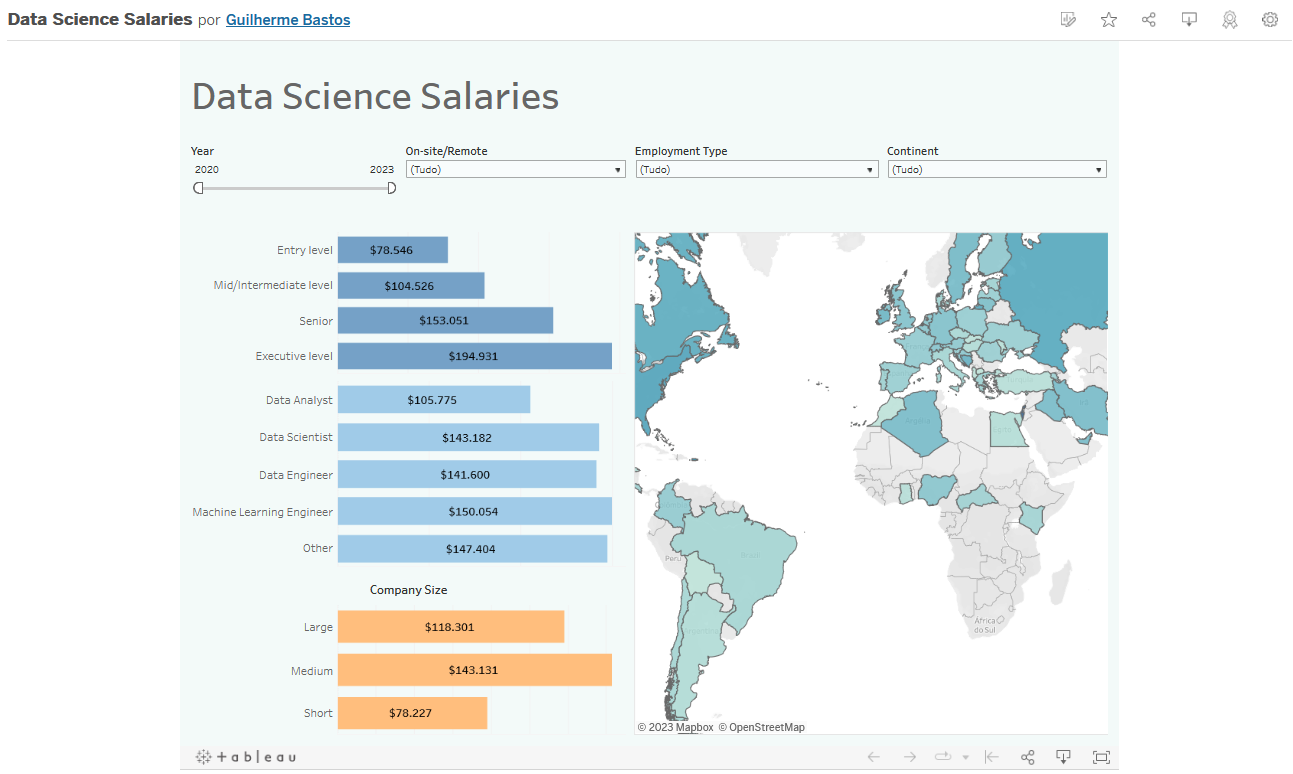 Data Science Salaries por Guilherme Bastos
Data Science Salaries
Year
2020 2023
On-site/Remote
(Tudo)
Employment Type
(Tudo)
Continent
(Tudo)
Entry level $78.546
Mid/Intermediate level $104.526
Senior $153.051
Executive level $194.931
Data Analyst $105.775
Data Scientist $143.182
Data Engineer $141.600
Machine Learning Engineer $150.054
Other $147.404
Company Size
Large $118.301
Medium $143.131
Short $78.227
Peru
Brasil
África
do Sul
© 2023 Mapbox © OpenStreetMap
+ableau